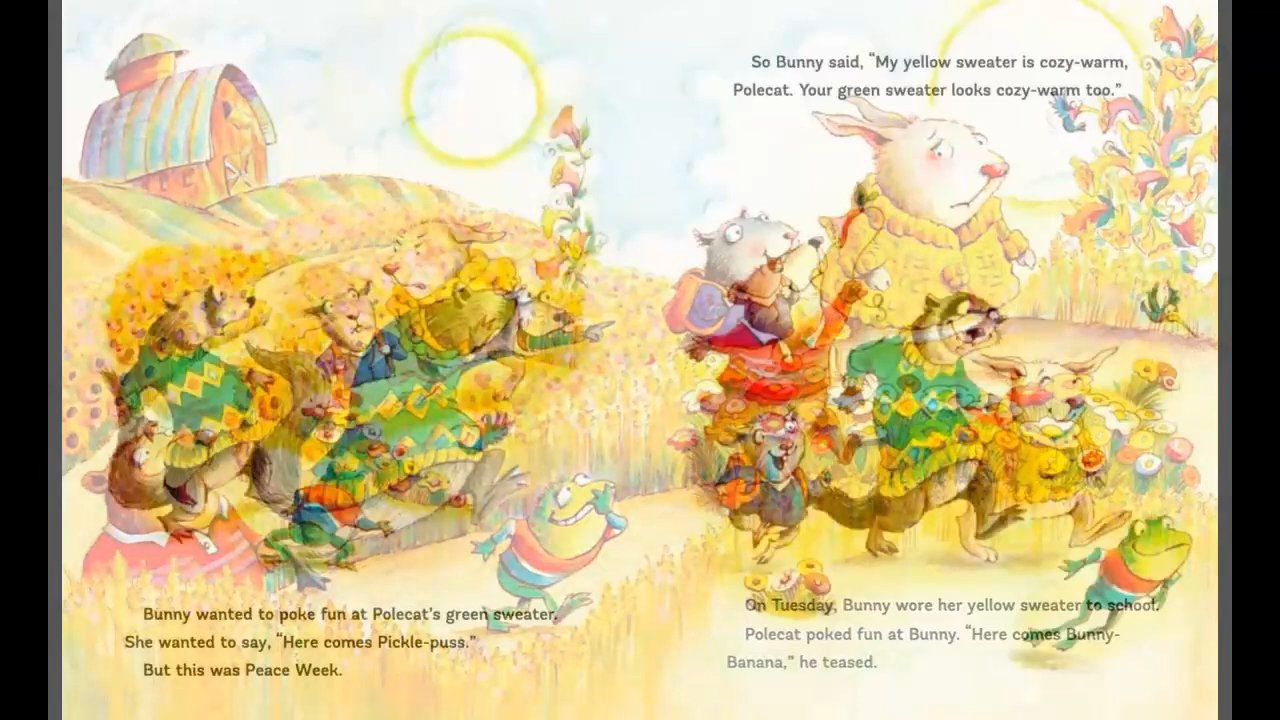 So Bunny said, “My yellow sweater is cozy-warm,
Polecat. Your green sweater looks cozy-warm too.”
Bunny wanted to poke fun at Polecat's green sweater.
She wanted to say, “Here comes Pickle-puss.”
But this was Peace Week.
On Tuesday, Bunny wore her yellow sweater to school.
Polecat poked fun at Bunny. “Here comes Bunny-
Banana,” he teased.